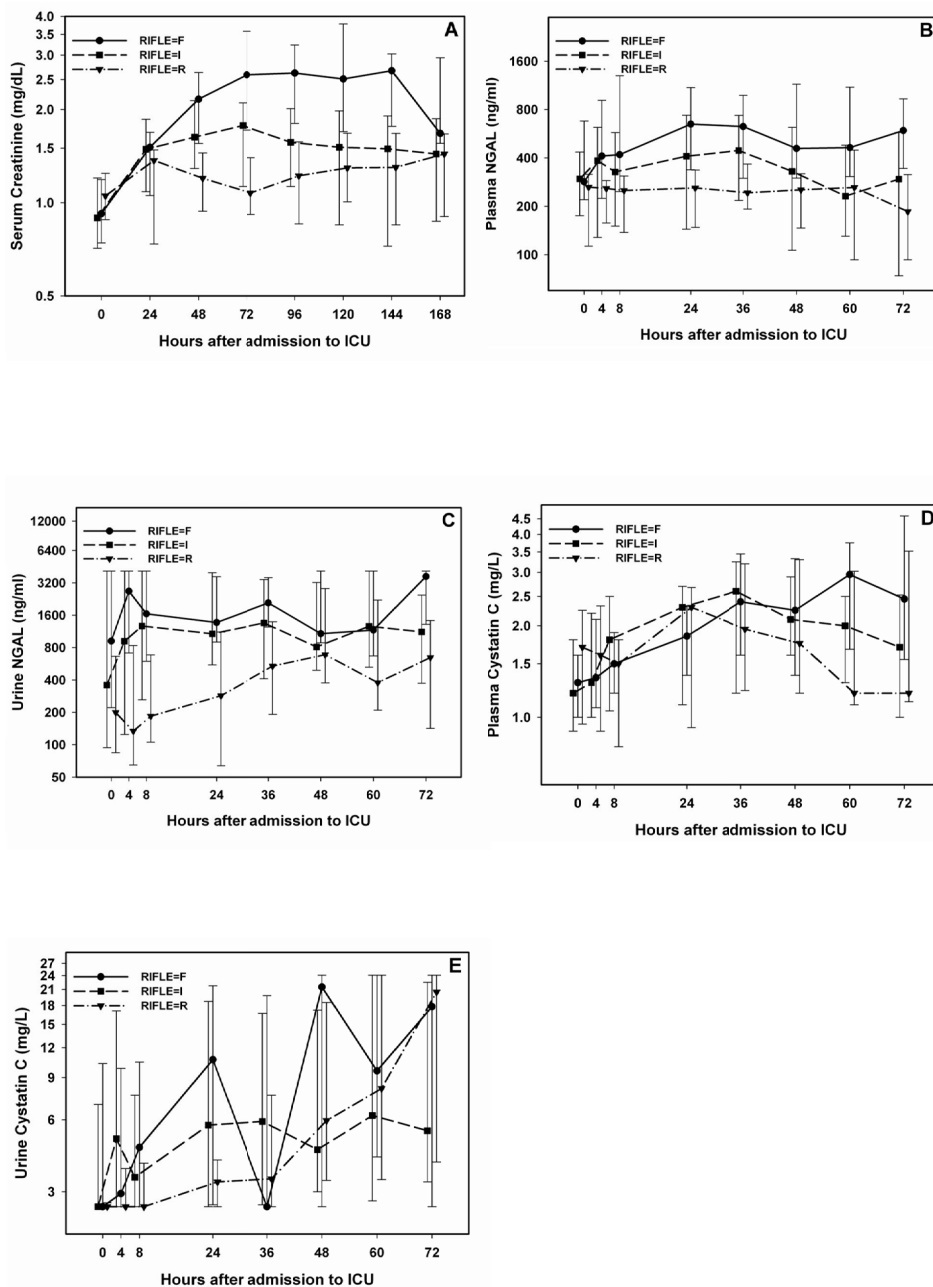 A
RIFLE=F
RIFLE=I
RIFLE=R
Serum Creatinine (mg/dL)
4.0
3.0
2.5
2.0
1.5
1.0
0.5
0 24 48 72 96 120 144 168
Hours after admission to ICU
B
RIFLE=F
RIFLE=I
RIFLE=R
Plasma NGAL (ng/ml)
1600
800
400
200
100
0 4 8 24 36 48 60 72
Hours after admission to ICU
C
RIFLE=F
RIFLE=I
RIFLE=R
Urine NGAL (ng/ml)
12000
6400
3200
1600
800
400
200
100
50
0 4 8 24 36 48 60 72
Hours after admission to ICU
D
RIFLE=F
RIFLE=I
RIFLE=R
Plasma Cystatin C (mg/L)
4.5
4.0
3.5
3.0
2.5
2.0
1.5
1.0
0 4 8 24 36 48 60 72
Hours after admission to ICU
E
RIFLE=F
RIFLE=I
RIFLE=R
Urine Cystatin C (mg/L)
27
24
21
18
15
12
9
6
3
0 4 8 24 36 48 60 72
Hours after admission to ICU